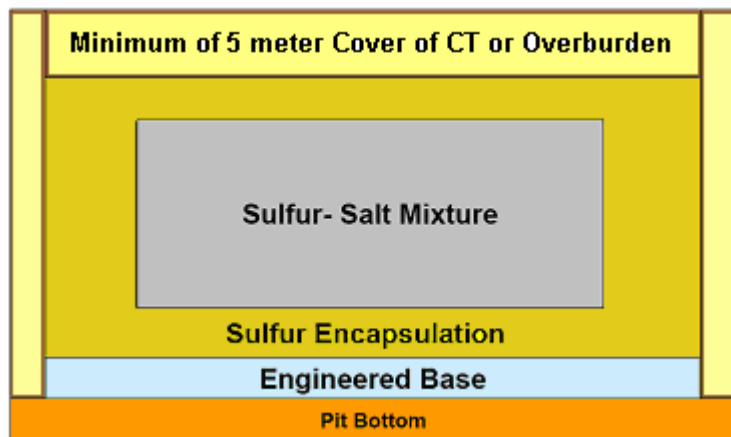 Minimum of 5 meter Cover of CT or Overburden
Sulfur- Salt Mixture
Sulfur Encapsulation
Engineered Base
Pit Bottom